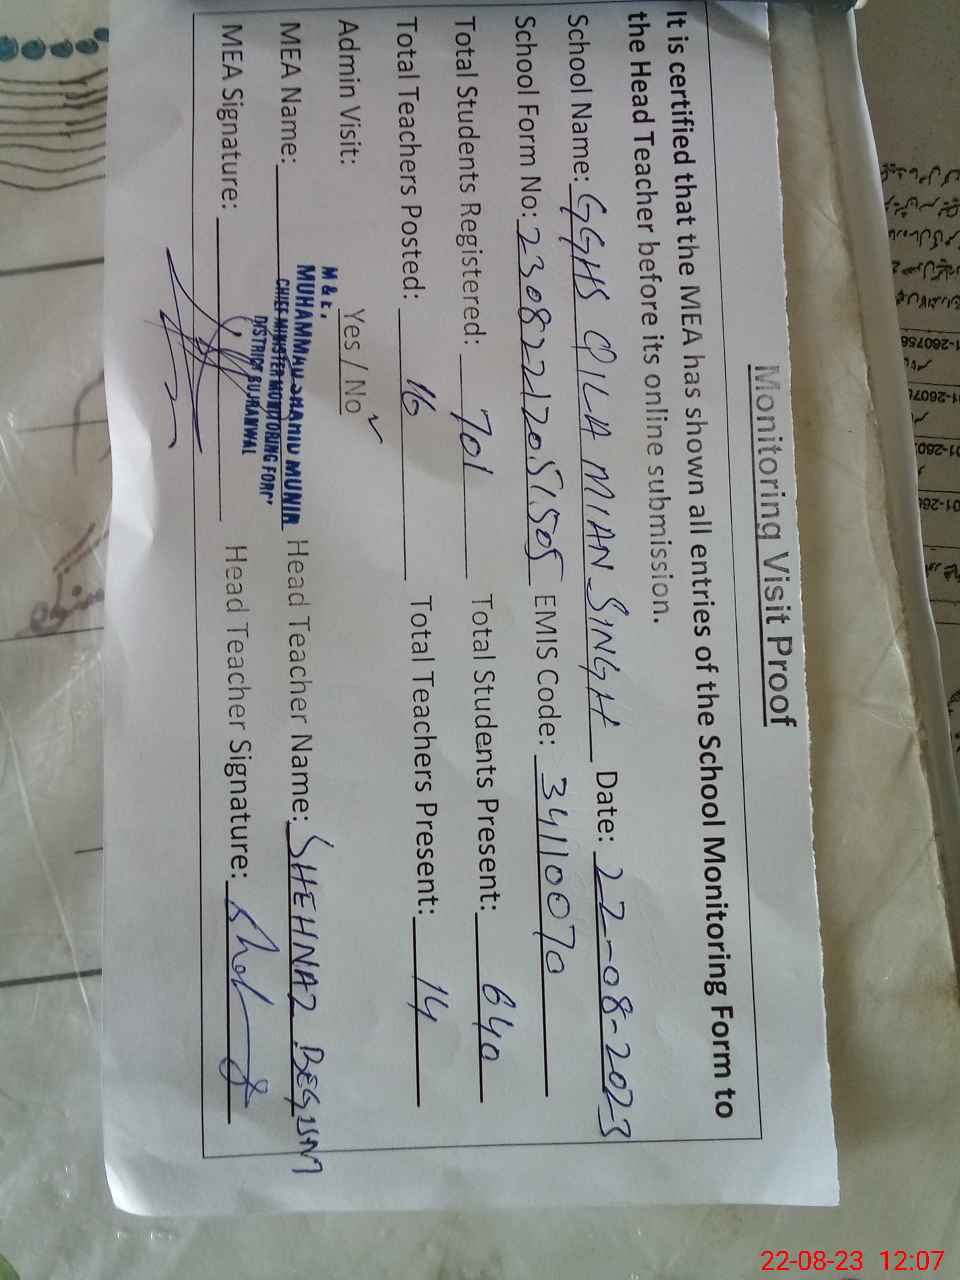 Monitoring Visit Proof
It is certified that the MEA has shown all entries of the School Monitoring Form to
the Head Teacher before its online submission.
School Name: GGHS QILA MIAN SINGH Date: 22-08-2023
School Form No: 23082212051505 EMIS Code: 34110070
Total Students Registered: 701 Total Students Present: 640
Total Teachers Posted: 16 Total Teachers Present: 14
Admin Visit: Yes / No
M & E.
MEA Name: MUHAMMAD SHAHID MUNIR Head Teacher Name: SHEHNAZ BEGUM
CHIEF MINISTER MONITORING FORC
DISTRICT GUJRANWAL
MEA Signature: Head Teacher Signature:
22-08-23 12:07